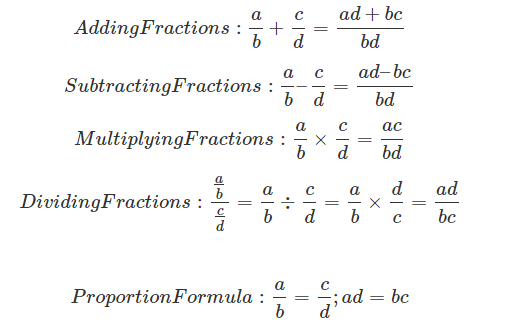 AddingFractions : a/b + c/d = ad + bc/bd
SubtractingFractions : a/b – c/d = ad–bc/bd
MultiplyingFractions : a/b × c/d = ac/bd
DividingFractions : a/b/c/d = a/b ÷ c/d = a/b × d/c = ad/bc
ProportionFormula : a/b = c/d; ad = bc